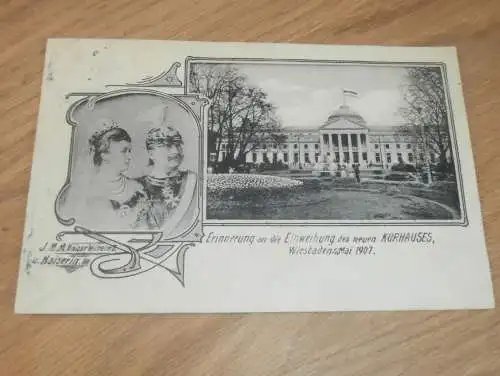 J.M.M. Kaiser Wilhelm
u. Kaiserin.
Erinnerung an die Einweihung des neuen KURHAUSES,
Wiesbaden, Mai 1907.